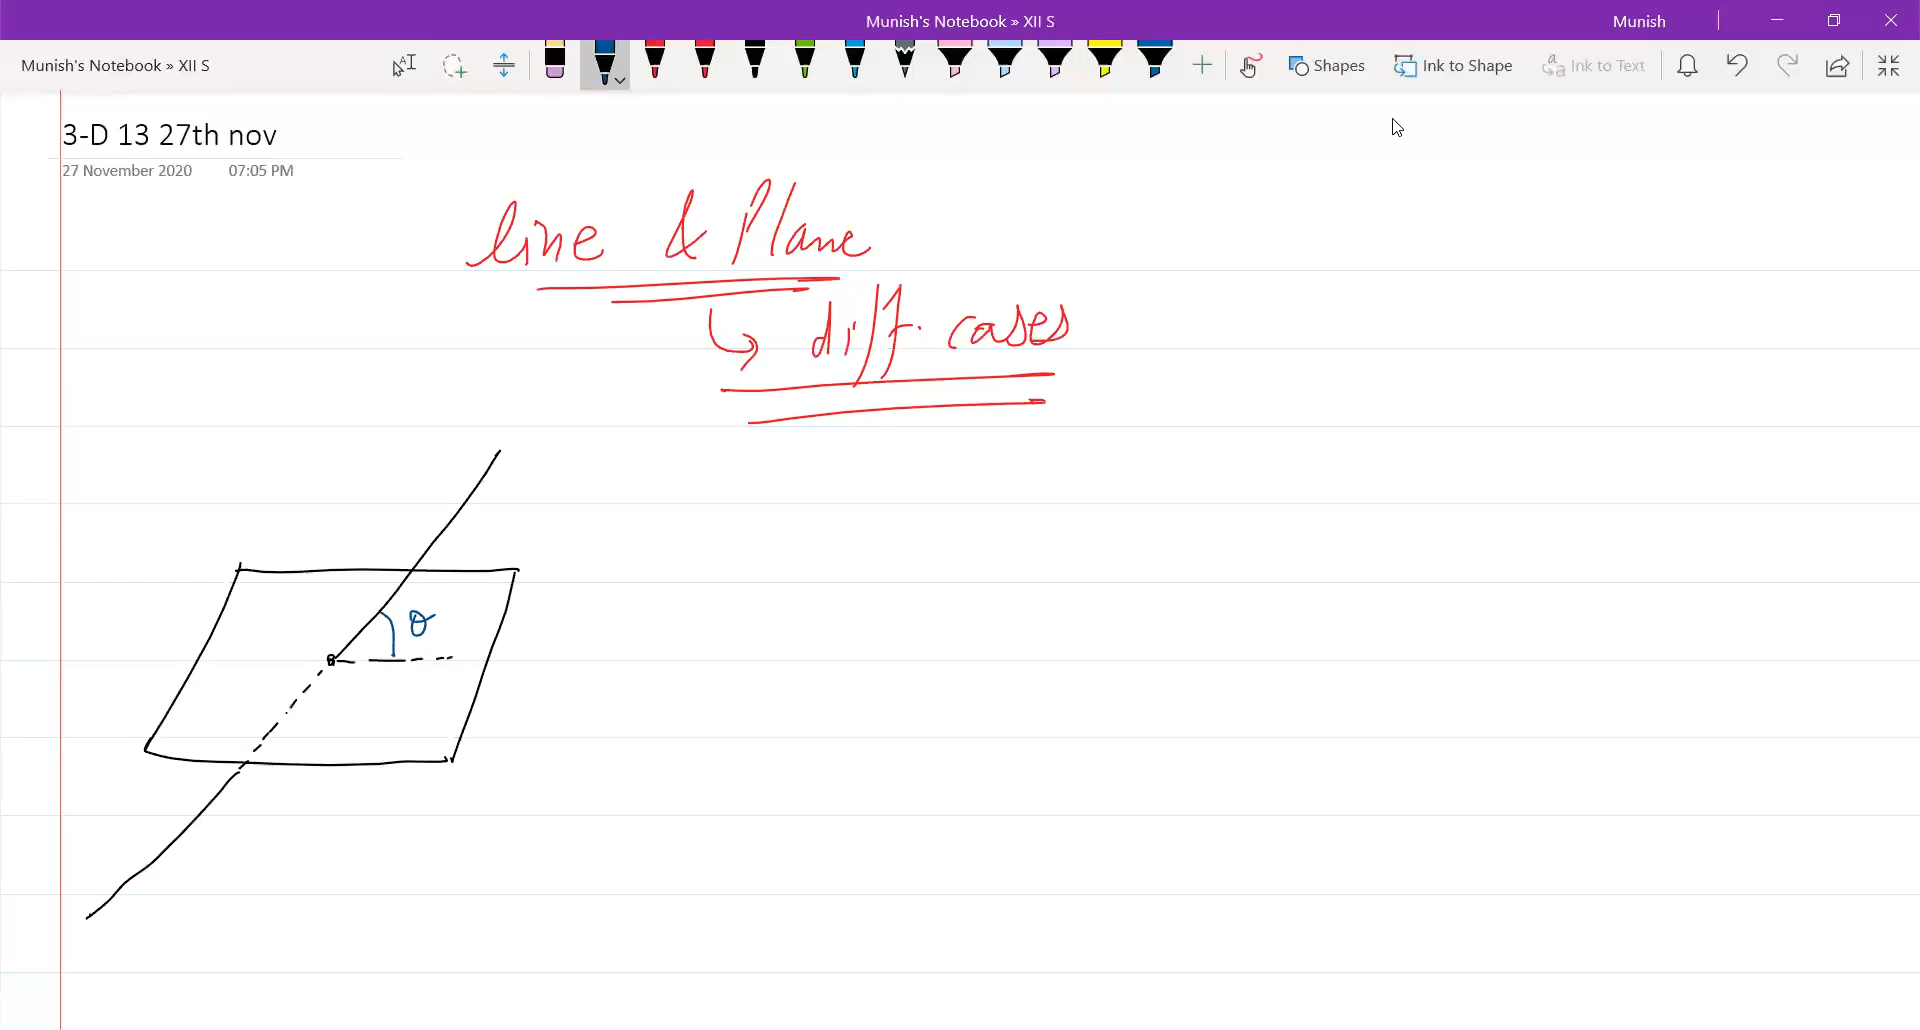 Munish's Notebook » XII S
Munish
Munish's Notebook » XII S
Shapes
Ink to Shape
Ink to Text
3-D 13 27th nov
27 November 2020 07:05 PM
line & Plane
↳ diff. cases
θ